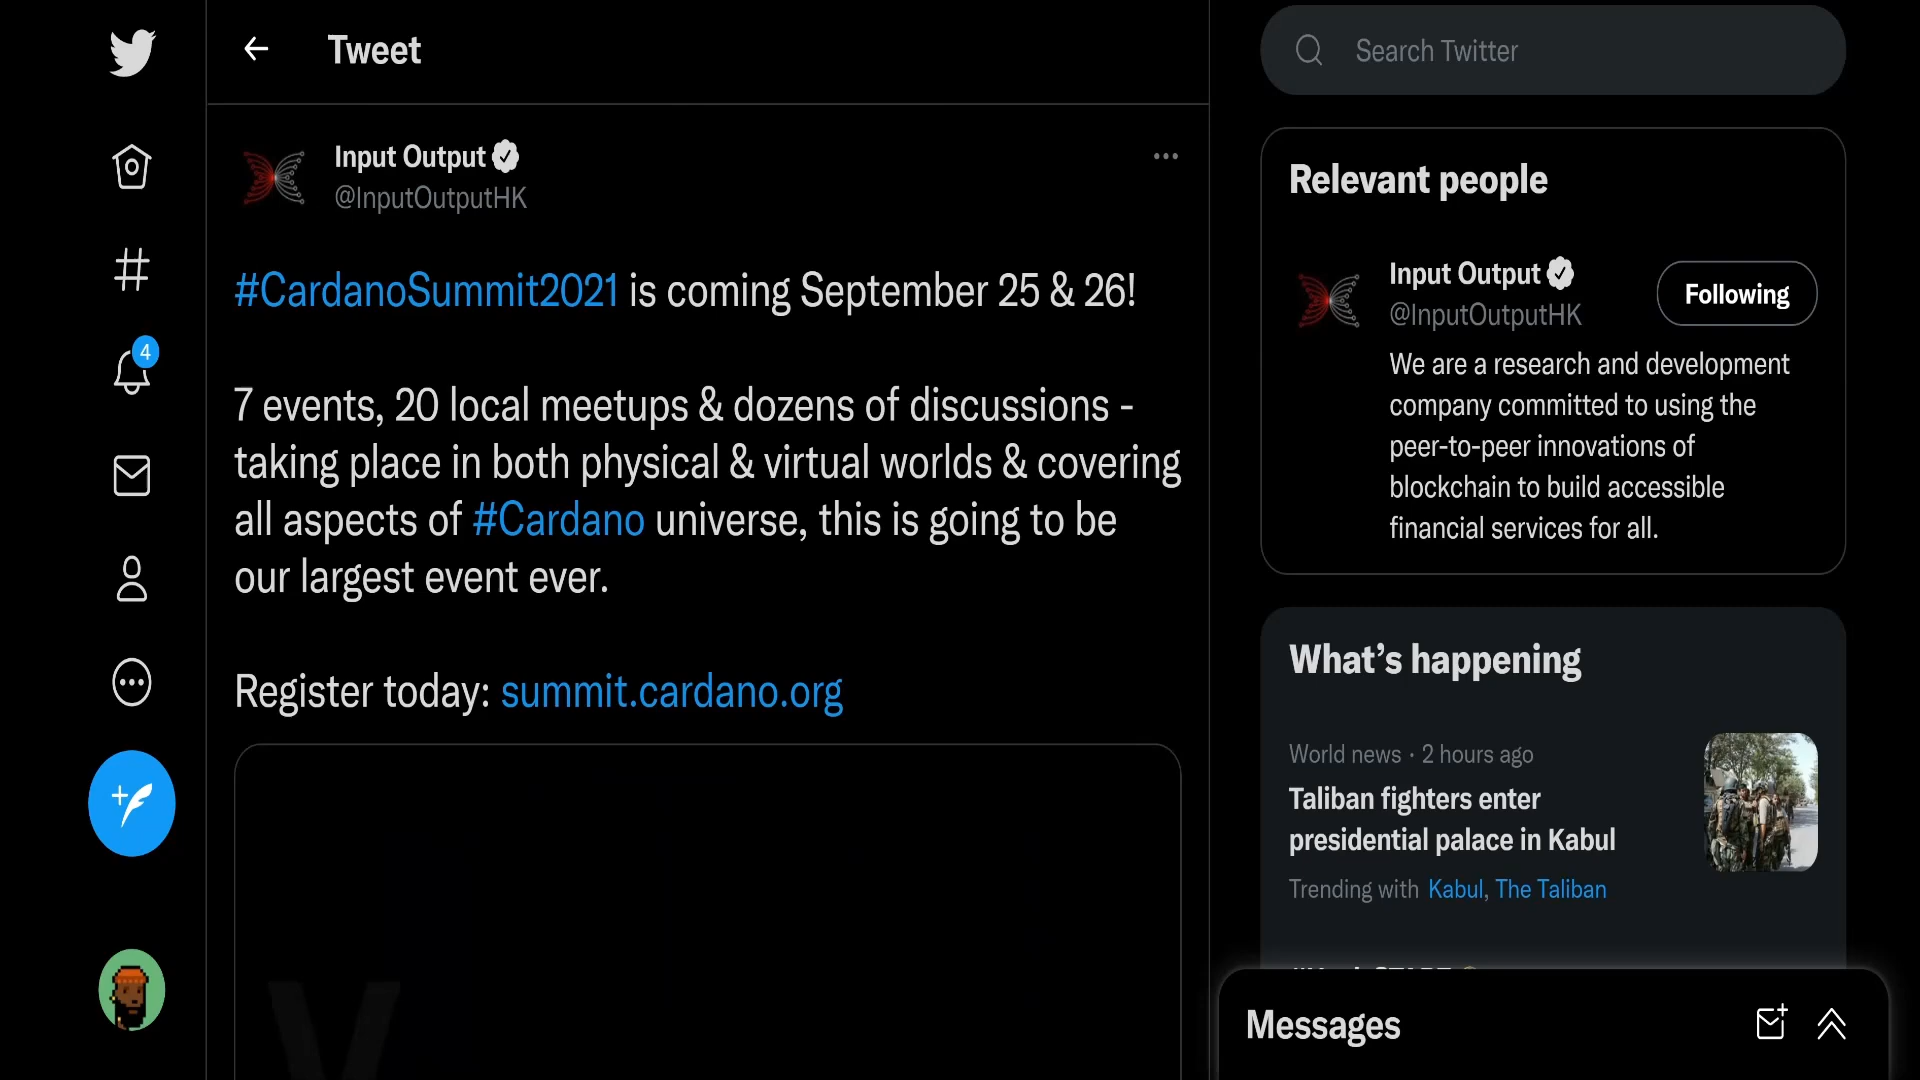 Tweet
Search Twitter
Input Output
@InputOutputHK
#CardanoSummit2021 is coming September 25 & 26!
7 events, 20 local meetups & dozens of discussions -
taking place in both physical & virtual worlds & covering
all aspects of #Cardano universe, this is going to be
our largest event ever.
Register today: summit.cardano.org
4
Relevant people
Input Output
@InputOutputHK
Following
We are a research and development
company committed to using the
peer-to-peer innovations of
blockchain to build accessible
financial services for all.
What's happening
World news · 2 hours ago
Taliban fighters enter
presidential palace in Kabul
Trending with Kabul, The Taliban
Messages